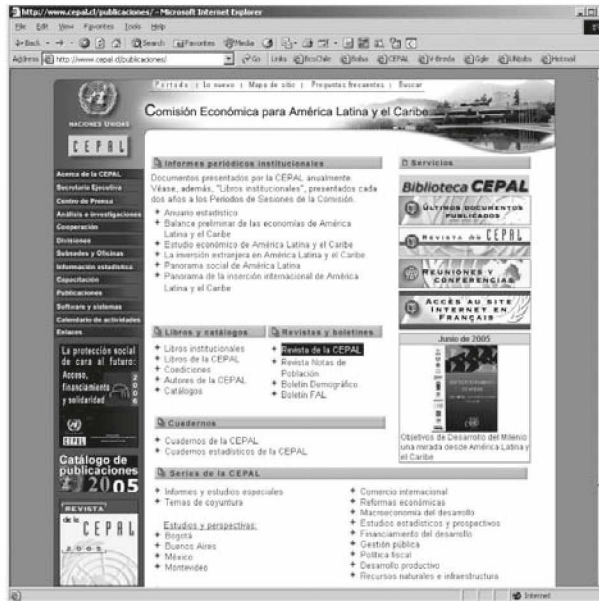 http://www.cepal.cl/publicaciones/ - Microsoft Internet Explorer
File Edit View Favorites Tools Help
Back Search Favorites Media
Address http://www.cepal.cl/publicaciones/ Go Links
Portada | Lo nuevo | Mapa de sitio | Preguntas frecuentes | Buscar
NACIONES UNIDAS
Comisión Económica para América Latina y el Caribe
CEPAL
Acerca de la CEPAL
Secretaría Ejecutiva
Centro de Prensa
Análisis e investigaciones
Cooperación
Divisiones
Subsedes y Oficinas
Información estadística
Capacitación
Publicaciones
Software y sistemas
Calendario de actividades
Enlaces
La protección social
de cara al futuro:
Acceso,
financiamiento
y solidaridad
2006
CEPAL
Catálogo de
publicaciones
2005
REVISTA
de la
CEPAL
2005
Informes periódicos institucionales
Documentos presentados por la CEPAL anualmente.
Véase, además, "Libros institucionales", presentados cada
dos años a los Períodos de Sesiones de la Comisión.
Anuario estadístico
Balance preliminar de las economías de América
Latina y el Caribe
Estudio económico de América Latina y el Caribe
La inversión extranjera en América Latina y el Caribe
Panorama social de América Latina
Panorama de la inserción internacional de América
Latina y el Caribe
Libros y catálogos
Libros institucionales
Libros de la CEPAL
Coediciones
Autores de la CEPAL
Catálogos
Revistas y boletines
Revista de la CEPAL
Revista Notas de
Población
Boletín Demográfico
Boletín FAL
Cuadernos
Cuadernos de la CEPAL
Cuadernos estadísticos de la CEPAL
Series de la CEPAL
Informes y estudios especiales
Temas de coyuntura
Estudios y perspectivas:
Bogotá
Buenos Aires
México
Montevideo
Comercio internacional
Reformas económicas
Macroeconomía del desarrollo
Estudios estadísticos y prospectivos
Financiamiento del desarrollo
Gestión pública
Política fiscal
Desarrollo productivo
Recursos naturales e infraestructura
Servicios
Biblioteca CEPAL
ÚLTIMOS DOCUMENTOS
PUBLICADOS
REVISTA DE CEPAL
REUNIONES Y
CONFERENCIAS
ACCÈS AU SITE
INTERNET EN
FRANÇAIS
Junio de 2005
Objetivos de Desarrollo del Milenio
una mirada desde América Latina y
el Caribe
Internet